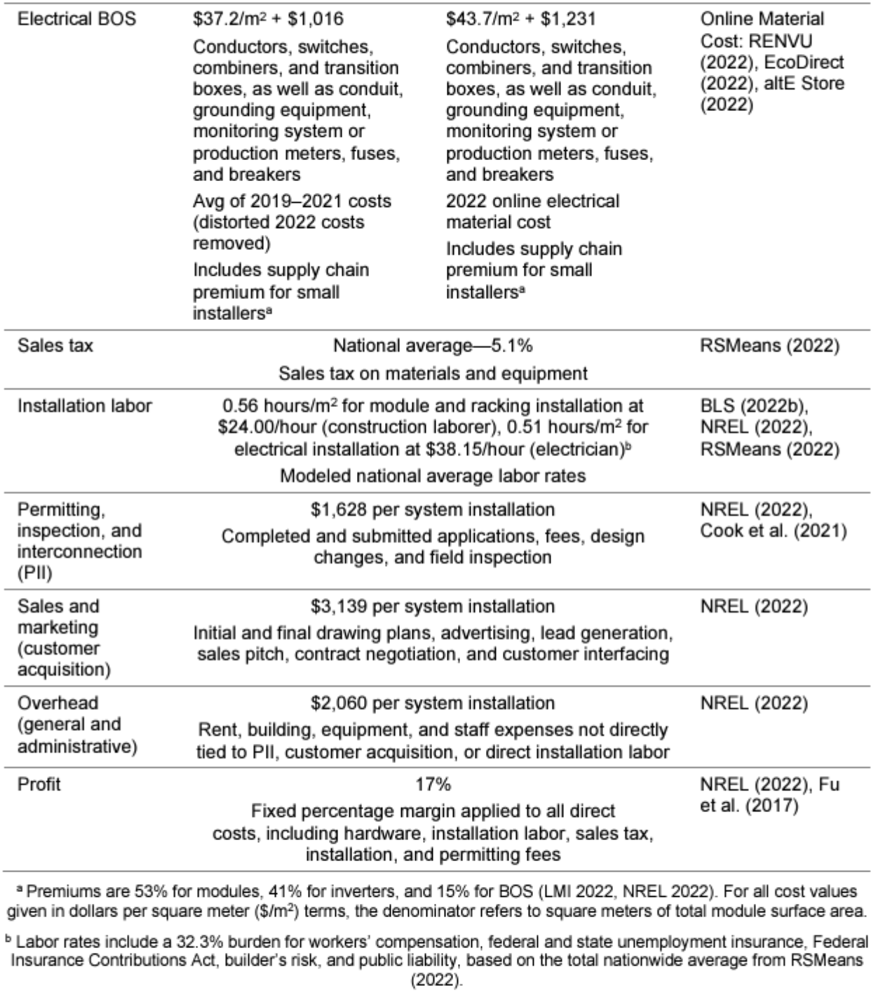 Electrical BOS
$37.2/m² + $1,016
Conductors, switches,
combiners, and transition
boxes, as well as conduit,
grounding equipment,
monitoring system or
production meters, fuses,
and breakers
Avg of 2019–2021 costs
(distorted 2022 costs
removed)
Includes supply chain
premium for small
installersᵃ
$43.7/m² + $1,231
Conductors, switches,
combiners, and transition
boxes, as well as conduit,
grounding equipment,
monitoring system or
production meters, fuses,
and breakers
2022 online electrical
material cost
Includes supply chain
premium for small
installersᵃ
Online Material
Cost: RENVU
(2022), EcoDirect
(2022), altE Store
(2022)
Sales tax
National average—5.1%
Sales tax on materials and equipment
RSMeans (2022)
Installation labor
0.56 hours/m² for module and racking installation at
$24.00/hour (construction laborer), 0.51 hours/m² for
electrical installation at $38.15/hour (electrician)ᵇ
Modeled national average labor rates
BLS (2022b),
NREL (2022),
RSMeans (2022)
Permitting,
inspection, and
interconnection
(PII)
$1,628 per system installation
Completed and submitted applications, fees, design
changes, and field inspection
NREL (2022),
Cook et al. (2021)
Sales and
marketing
(customer
acquisition)
$3,139 per system installation
Initial and final drawing plans, advertising, lead generation,
sales pitch, contract negotiation, and customer interfacing
NREL (2022)
Overhead
(general and
administrative)
$2,060 per system installation
Rent, building, equipment, and staff expenses not directly
tied to PII, customer acquisition, or direct installation labor
NREL (2022)
Profit
17%
Fixed percentage margin applied to all direct
costs, including hardware, installation labor, sales tax,
installation, and permitting fees
NREL (2022), Fu
et al. (2017)
ᵃ Premiums are 53% for modules, 41% for inverters, and 15% for BOS (LMI 2022, NREL 2022). For all cost values
given in dollars per square meter ($/m²) terms, the denominator refers to square meters of total module surface area.
ᵇ Labor rates include a 32.3% burden for workers’ compensation, federal and state unemployment insurance, Federal
Insurance Contributions Act, builder’s risk, and public liability, based on the total nationwide average from RSMeans
(2022).